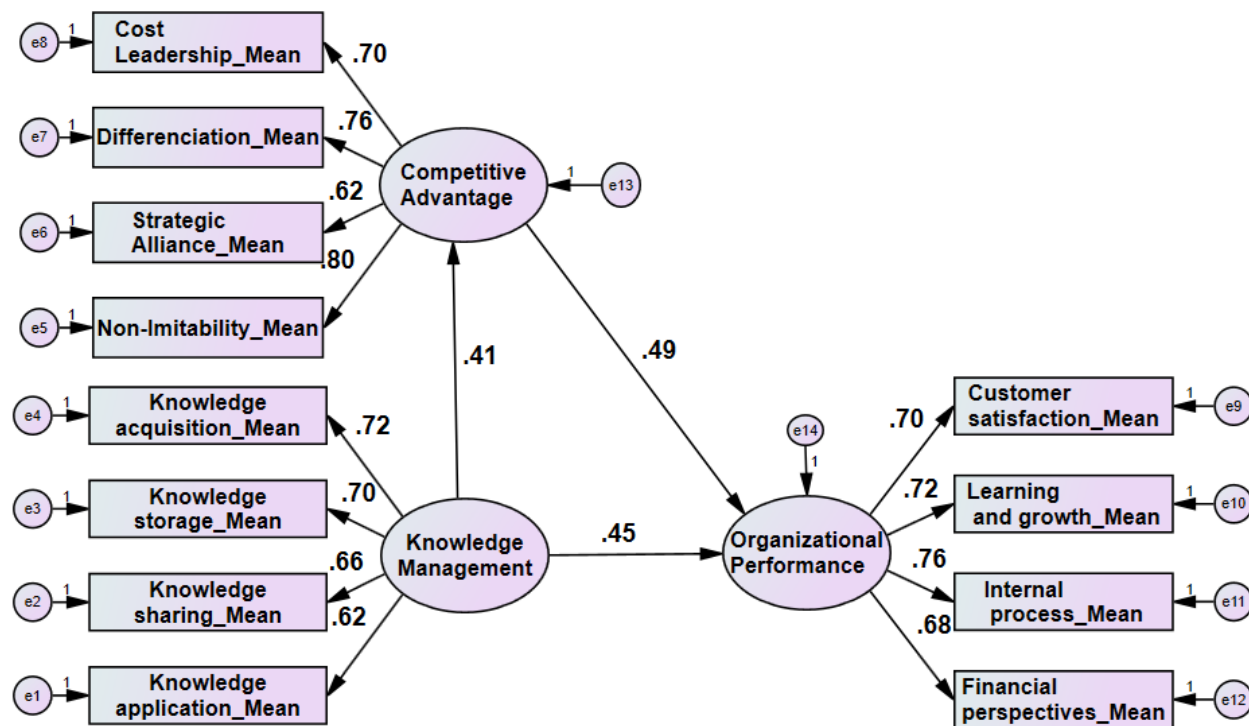 e8
1
Cost
Leadership_Mean
.70
e7
1
Differenciation_Mean
.76
Competitive
Advantage
1
e13
e6
1
Strategic
Alliance_Mean
.62
e5
1
Non-Imitability_Mean
.80
.41
.49
e4
1
Knowledge
acquisition_Mean
.72
e3
1
Knowledge
storage_Mean
.70
Knowledge
Management
e2
1
Knowledge
sharing_Mean
.66
e1
1
Knowledge
application_Mean
.62
.45
e14
1
Organizational
Performance
.70
Customer
satisfaction_Mean
1
e9
.72
Learning
and growth_Mean
1
e10
.76
Internal
process_Mean
1
e11
.68
Financial
perspectives_Mean
1
e12